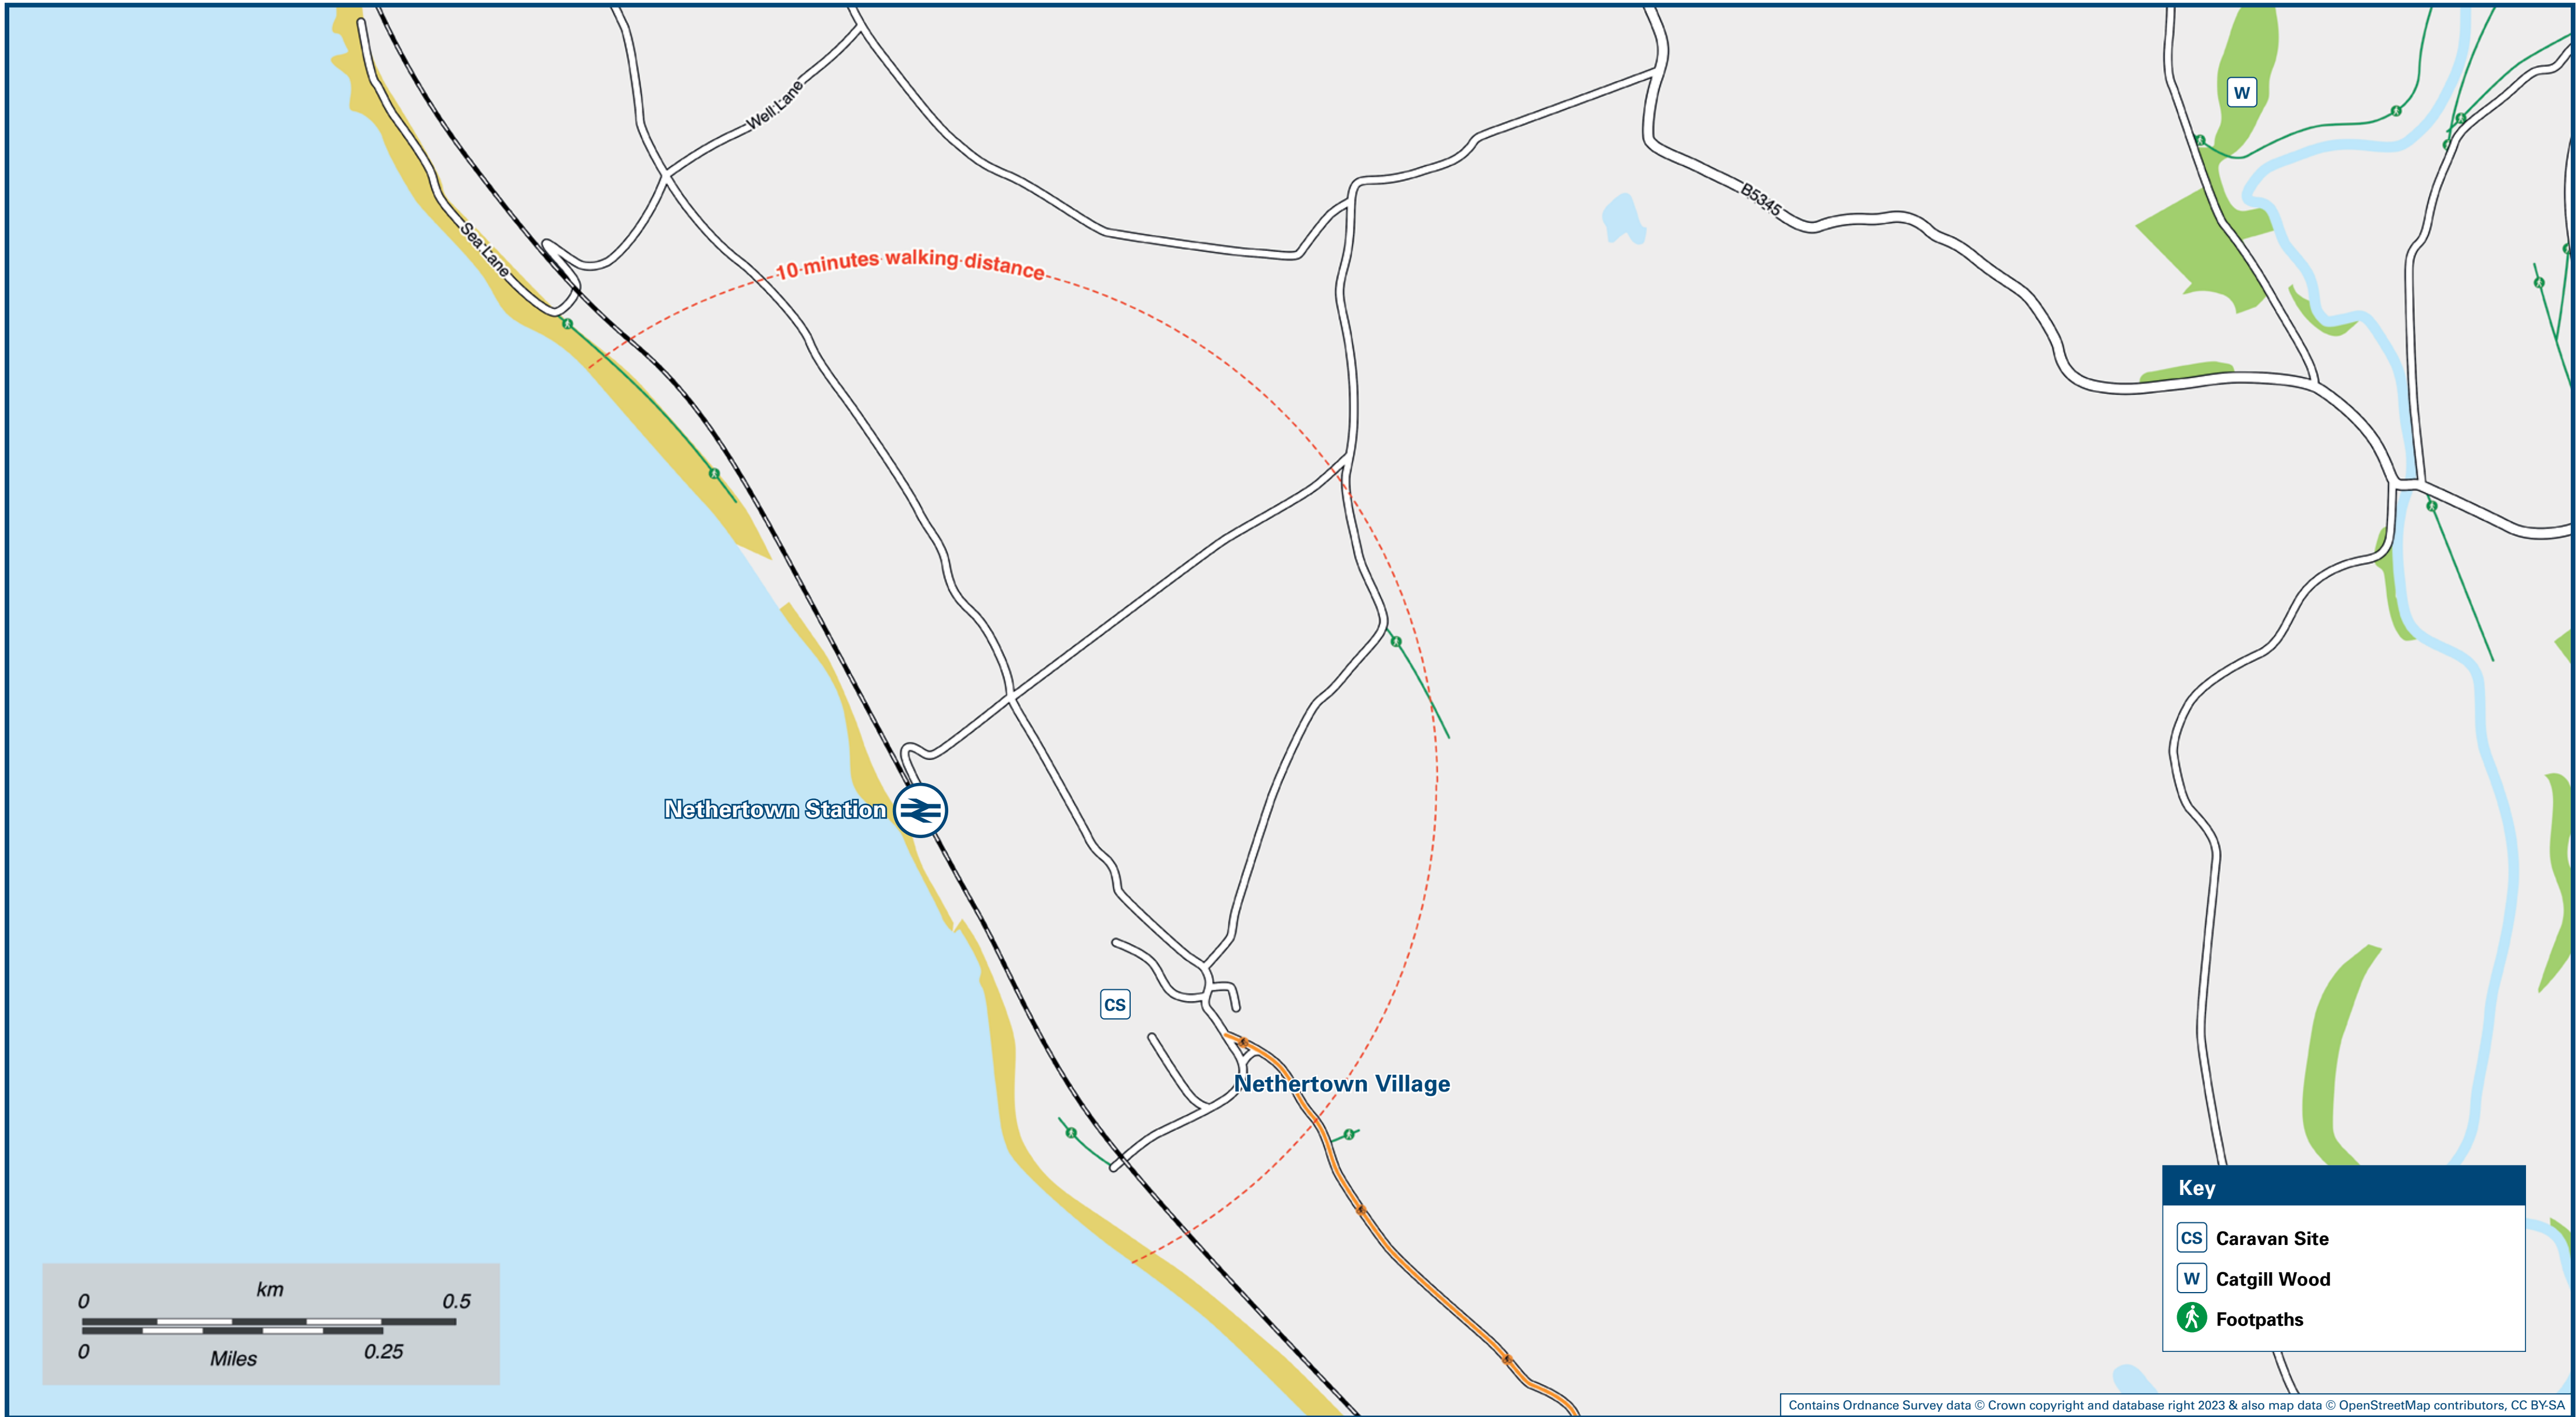 W
Well Lane
B5345
Sea Lane
10 minutes walking distance
Nethertown Station
CS
Nethertown Village
Key
CS Caravan Site
W Catgill Wood
Footpaths
km
0 0.5
0 Miles 0.25
Contains Ordnance Survey data © Crown copyright and database right 2023 & also map data © OpenStreetMap contributors, CC BY-SA